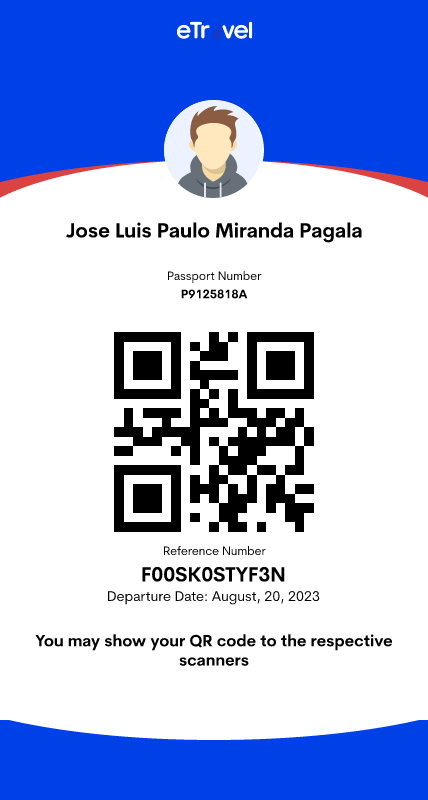 eTravel
Jose Luis Paulo Miranda Pagala
Passport Number
P9125818A
Reference Number
F00SK0STYF3N
Departure Date: August, 20, 2023
You may show your QR code to the respective
scanners